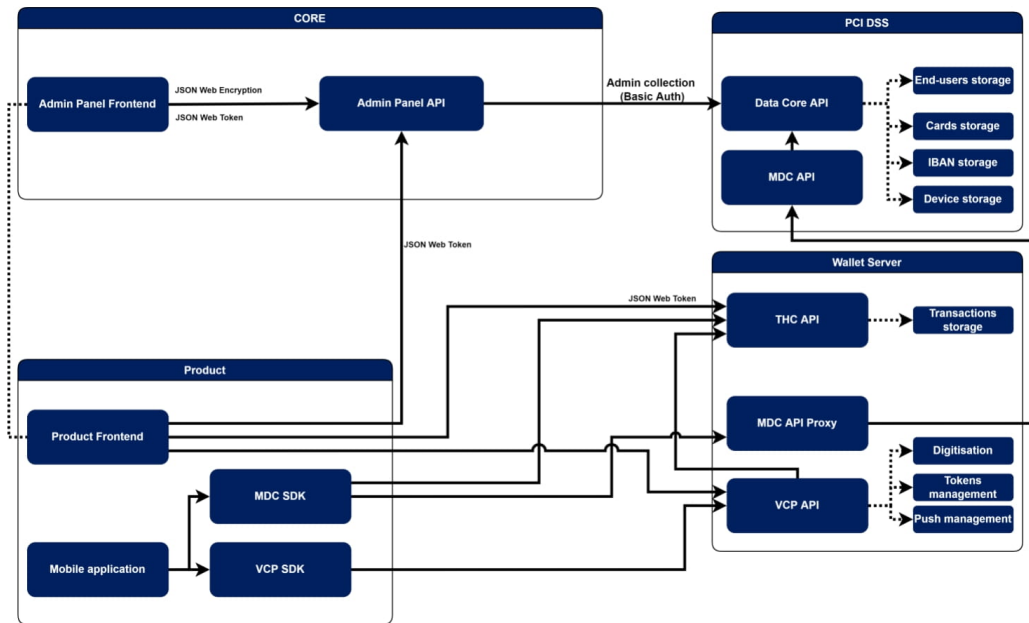 CORE
Admin Panel Frontend
JSON Web Encryption
JSON Web Token
Admin Panel API
Admin collection
(Basic Auth)
PCI DSS
Data Core API
MDC API
End-users storage
Cards storage
IBAN storage
Device storage
JSON Web Token
Wallet Server
JSON Web Token
THC API
Transactions
storage
MDC API Proxy
VCP API
Digitisation
Tokens
management
Push management
Product
Product Frontend
MDC SDK
Mobile application
VCP SDK